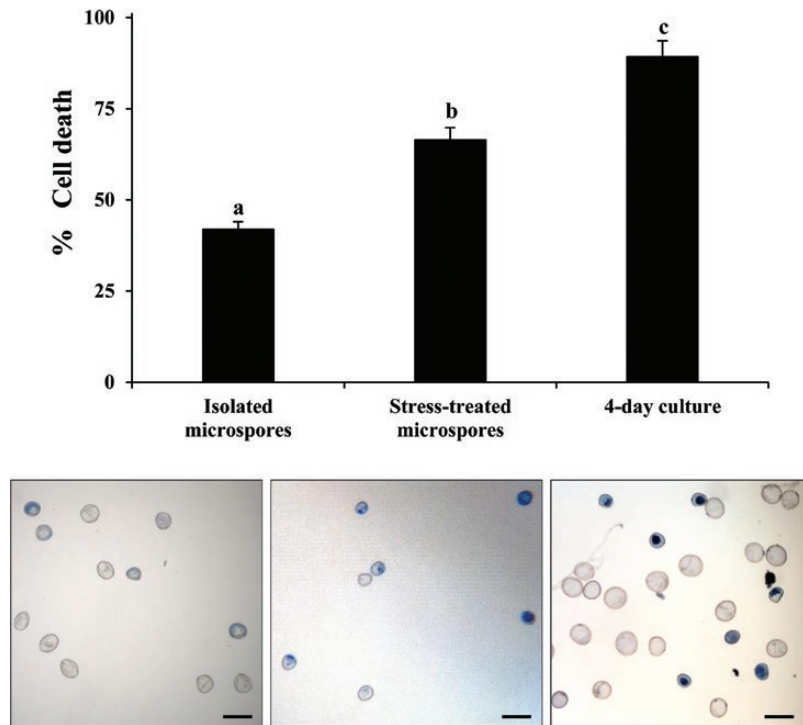 100
75
50
25
0
% Cell death
a
b
c
Isolated
microspores
Stress-treated
microspores
4-day culture